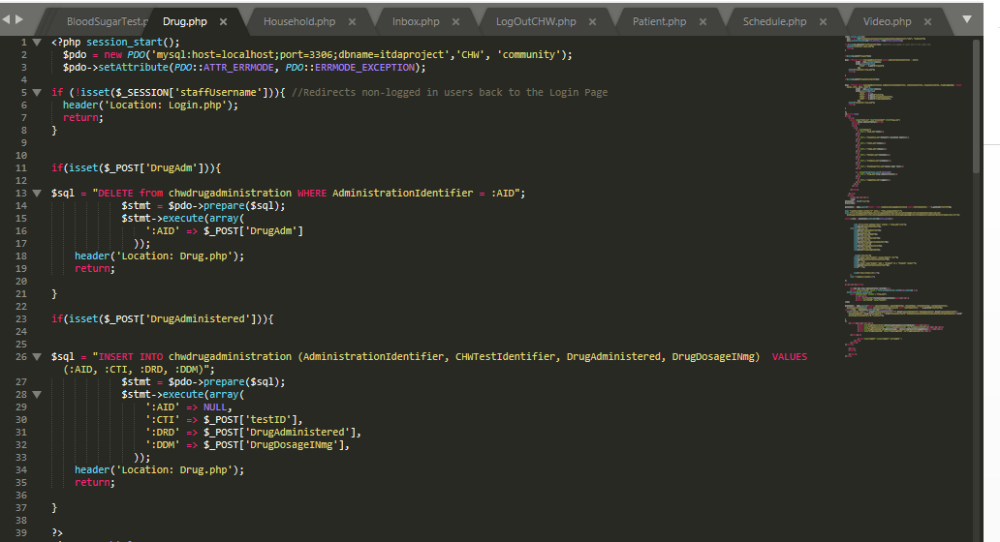 BloodSugarTest.p Drug.php Household.php Inbox.php LogOutCHW.php Patient.php Schedule.php Video.php
1 <?php session_start();
2 $pdo = new PDO('mysql:host=localhost;port=3306;dbname=itdaproject','CHW', 'community');
3 $pdo->setAttribute(PDO::ATTR_ERRMODE, PDO::ERRMODE_EXCEPTION);
4
5 if (!isset($_SESSION['staffUsername'])){ //Redirects non-logged in users back to the Login Page
6 header('Location: Login.php');
7 return;
8 }
9
10
11 if(isset($_POST['DrugAdm'])){
12
13 $sql = "DELETE from chwdrugadministration WHERE AdministrationIdentifier = :AID";
14 $stmt = $pdo->prepare($sql);
15 $stmt->execute(array(
16 ':AID' => $_POST['DrugAdm']
17 ));
18 header('Location: Drug.php');
19 return;
20
21 }
22
23 if(isset($_POST['DrugAdministered'])){
24
25
26 $sql = "INSERT INTO chwdrugadministration (AdministrationIdentifier, CHWTestIdentifier, DrugAdministered, DrugDosageINmg) VALUES
(:AID, :CTI, :DRD, :DDM)";
27 $stmt = $pdo->prepare($sql);
28 $stmt->execute(array(
29 ':AID' => NULL,
30 ':CTI' => $_POST['testID'],
31 ':DRD' => $_POST['DrugAdministered'],
32 ':DDM' => $_POST['DrugDosageINmg'],
33 ));
34 header('Location: Drug.php');
35 return;
36
37 }
38
39 ?>